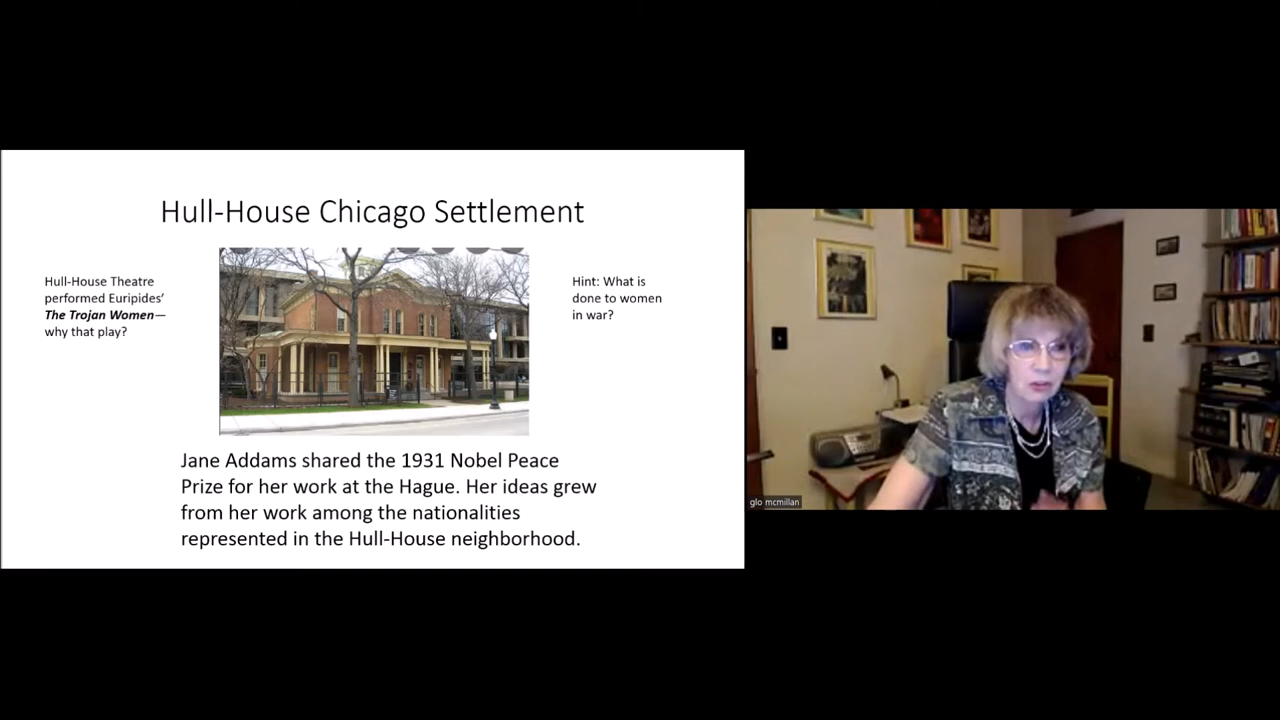 Hull-House Chicago Settlement
Hull-House Theatre
performed Euripides’
The Trojan Women—
why that play?
Hint: What is
done to women
in war?
Jane Addams shared the 1931 Nobel Peace
Prize for her work at the Hague. Her ideas grew
from her work among the nationalities
represented in the Hull-House neighborhood.
glo mcmillan